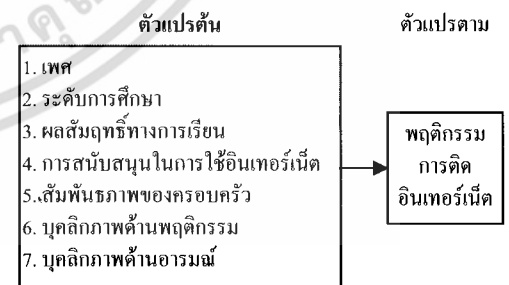 ตัวแปรต้น ตัวแปรตาม
1. เพศ
2. ระดับการศึกษา
3. ผลสัมฤทธิ์ทางการเรียน
4. การสนับสนุนในการใช้อินเทอร์เน็ต
5. สัมพันธภาพของครอบครัว
6. บุคลิกภาพด้านพฤติกรรม
7. บุคลิกภาพด้านอารมณ์
พฤติกรรม
การติด
อินเทอร์เน็ต